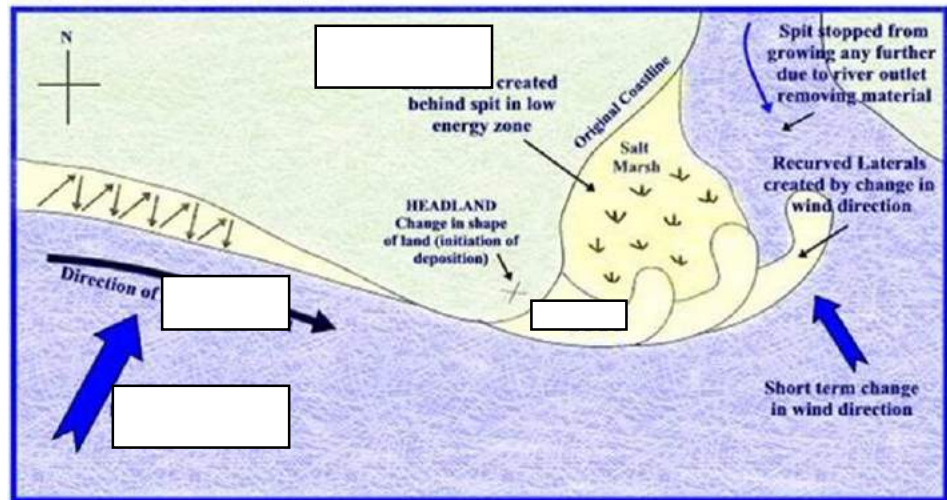 N
created
behind spit in low
energy zone
Original Coastline
Salt
Marsh
Spit stopped from
growing any further
due to river outlet
removing material
Recurved Laterals
created by change in
wind direction
HEADLAND
Change in shape
of land (initiation of
deposition)
Direction of
Short term change
in wind direction